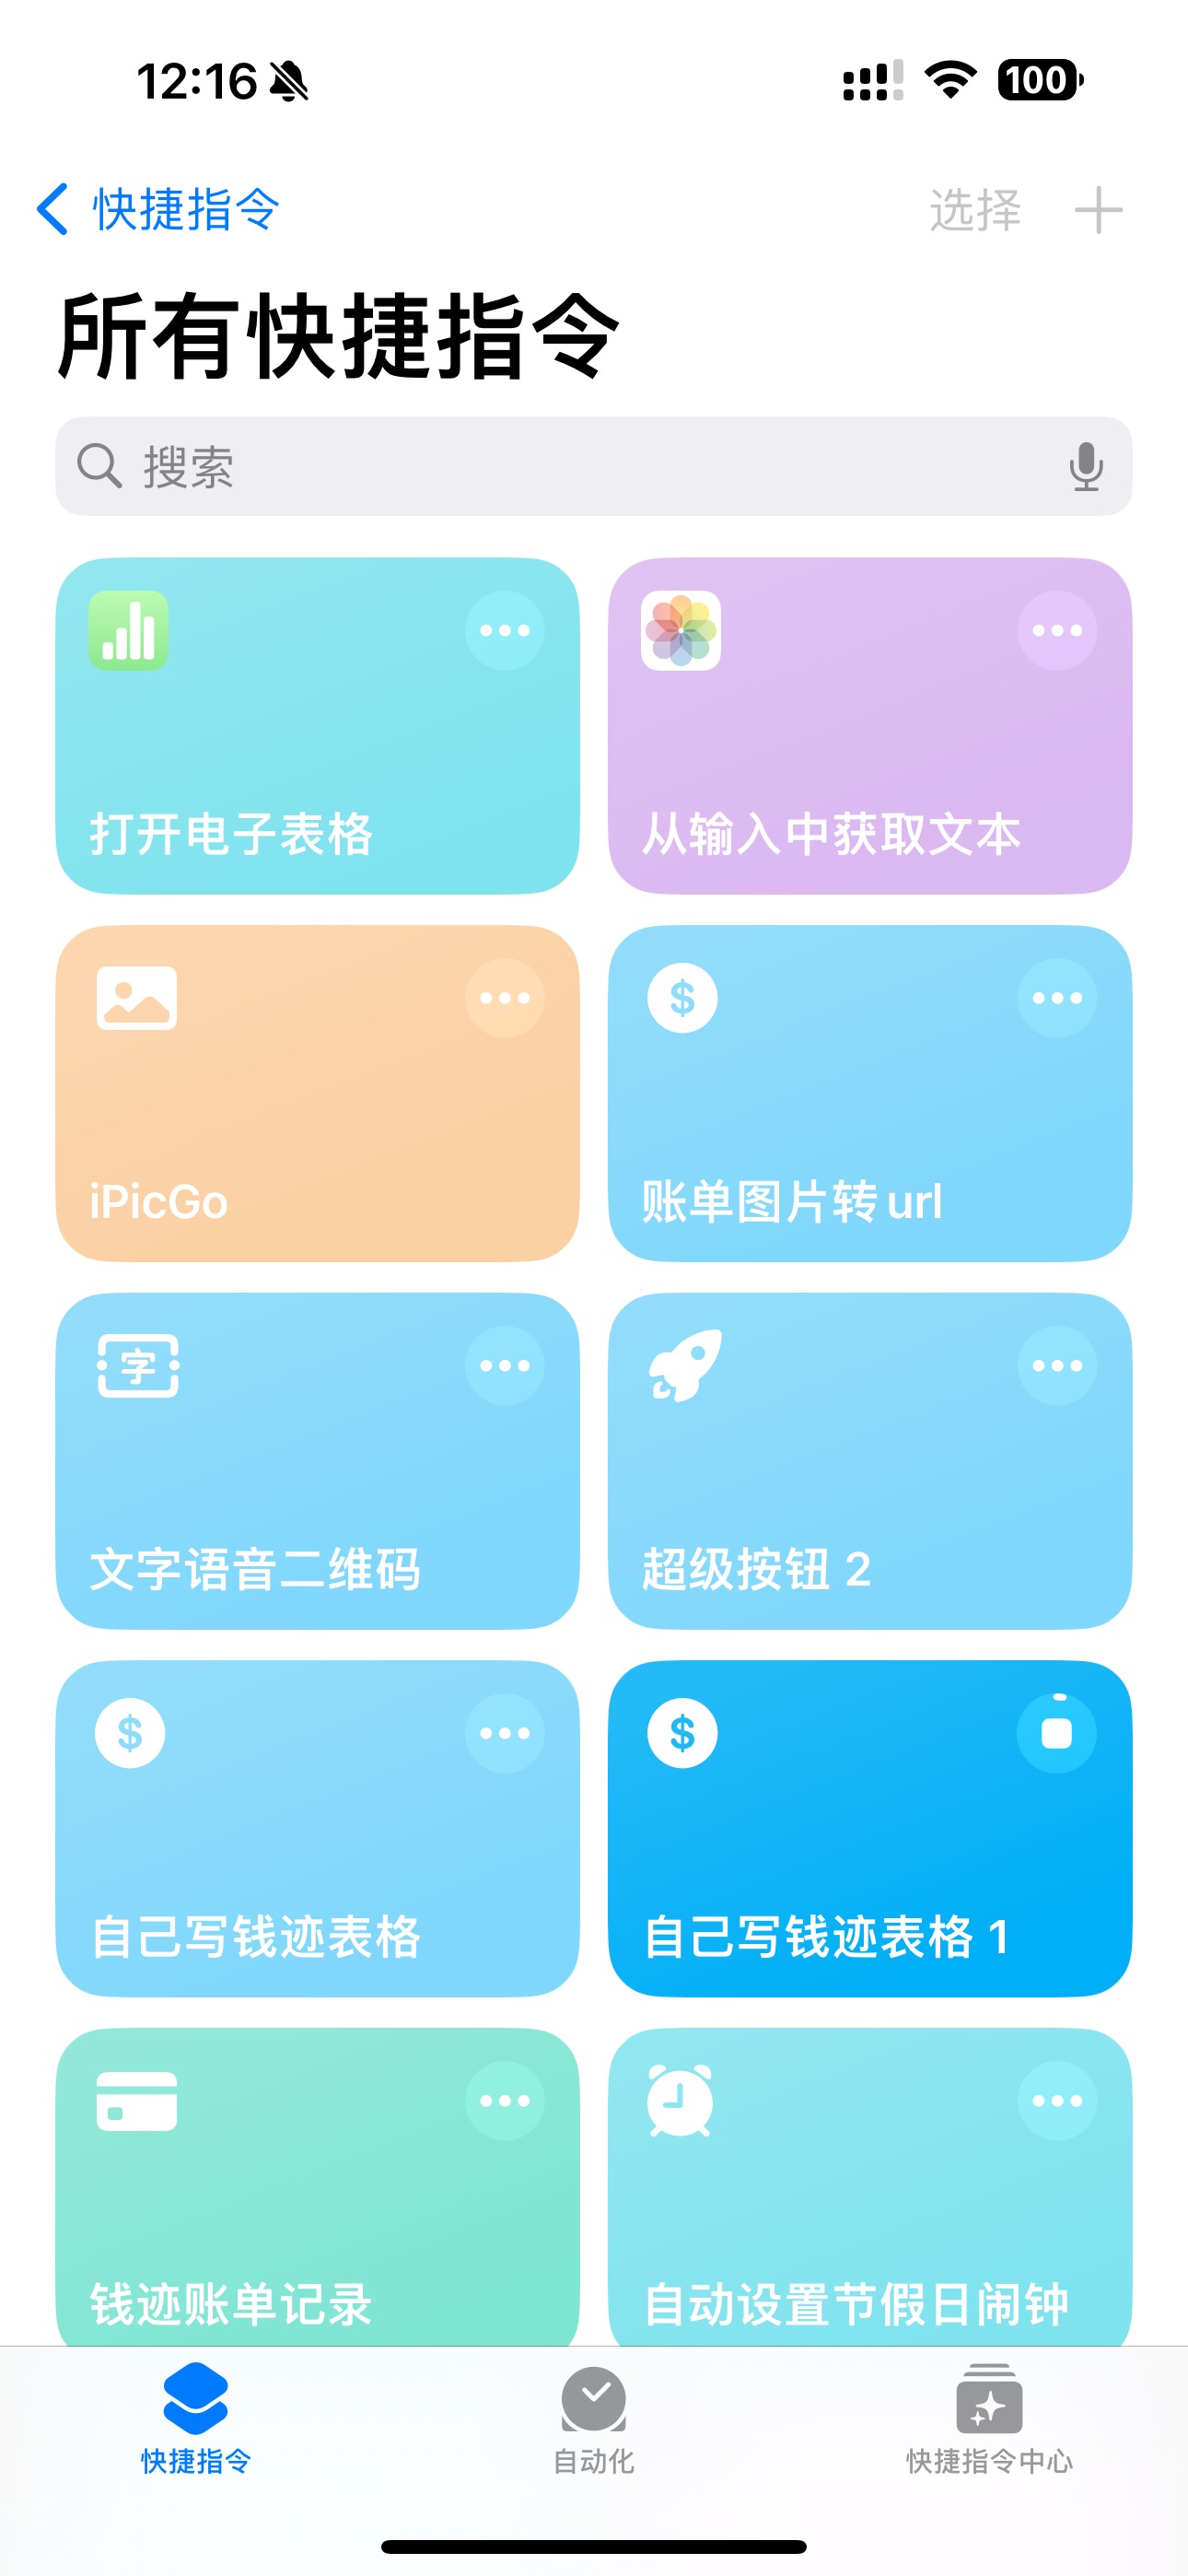 12:16
100
快捷指令
选择
所有快捷指令
搜索
打开电子表格
从输入中获取文本
iPicGo
$
账单图片转 url
字
文字语音二维码
超级按钮 2
$
自己写钱迹表格
$
自己写钱迹表格 1
钱迹账单记录
自动设置节假日闹钟
快捷指令
自动化
快捷指令中心